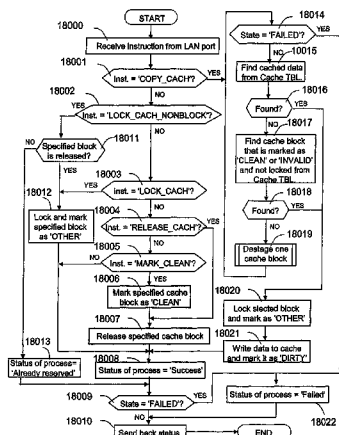 START
18000
Receive Instruction from LAN port
18001
Inst. = 'COPY_CACH'?
YES
NO
18002
Inst. = 'LOCK_CACH_NONBLOCK'?
YES
NO
18011
Specified block is released?
NO
YES
18003
Inst. = 'LOCK_CACH'?
YES
NO
18012
Lock and mark specified block as 'OTHER'
18004
Inst. = 'RELEASE_CACH'?
YES
NO
18005
Inst. = 'MARK_CLEAN'?
NO
YES
18006
Mark specified cache block as 'CLEAN'
18007
Release specified cache block
18013
Status of process= 'Already reserved'
18008
Status of process = 'Success'
18009
State = 'FAILED'?
YES
NO
18010
Send back status
END
18014
State = 'FAILED'?
YES
NO
10015
Find cached data from Cache TBL
18016
Found?
YES
NO
18017
Find cache block that is marked as 'CLEAN' or 'INVALID' and not locked from Cache TBL
18018
Found?
YES
NO
18019
Destage one cache block
18020
Lock slected block and mark as 'OTHER'
18021
Write data to cache and mark it as 'DIRTY'
Status of process = 'Failed'
18022